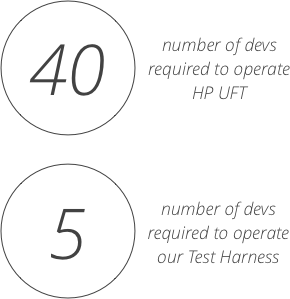 40
number of devs
required to operate
HP UFT
5
number of devs
required to operate
our Test Harness